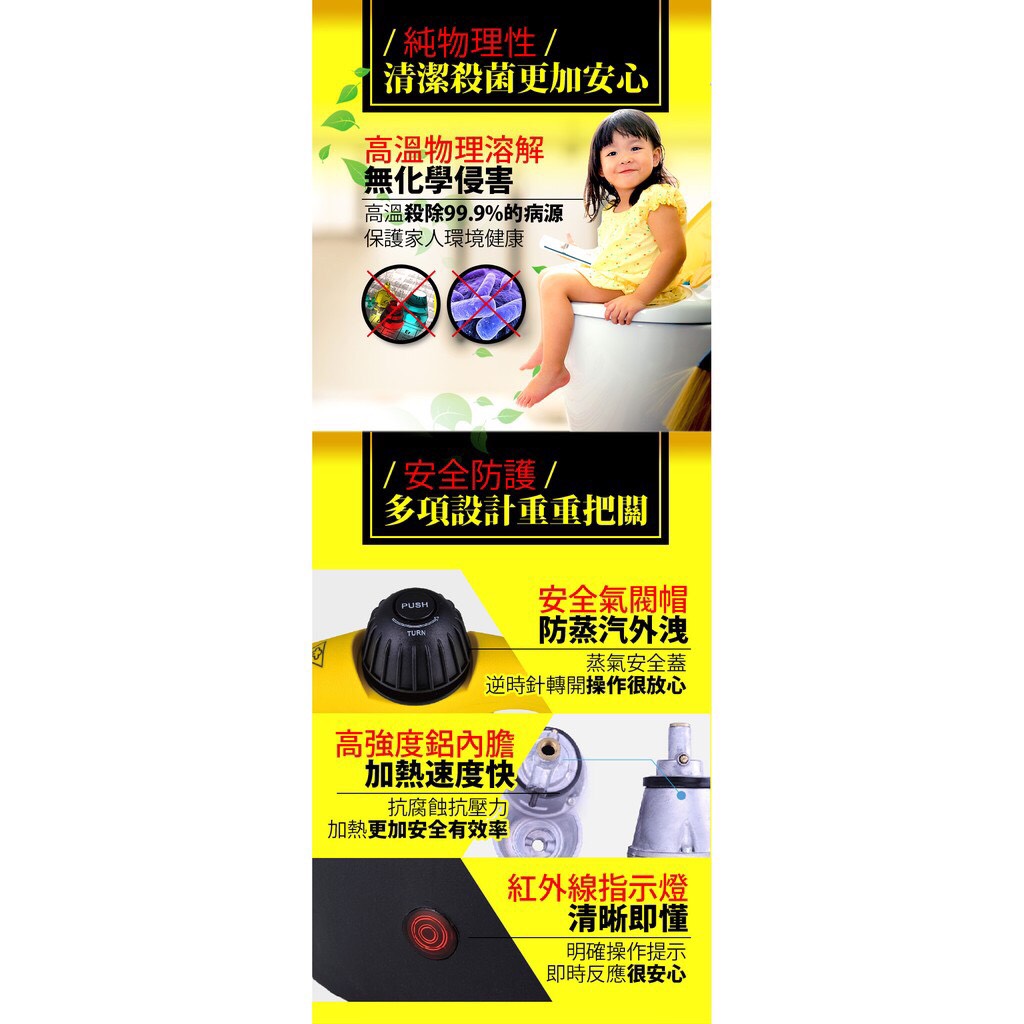 / 純物理性 /
清潔殺菌更加安心
高溫物理溶解
無化學侵害
高溫殺除99.9%的病源
保護家人環境健康
/ 安全防護 /
多項設計重重把關
PUSH
TURN
安全氣閥帽
防蒸汽外洩
蒸氣安全蓋
逆時針轉開操作很放心
高強度鋁內膽
加熱速度快
抗腐蝕抗壓力
加熱更加安全有效率
紅外線指示燈
清晰即懂
明確操作提示
即時反應很安心